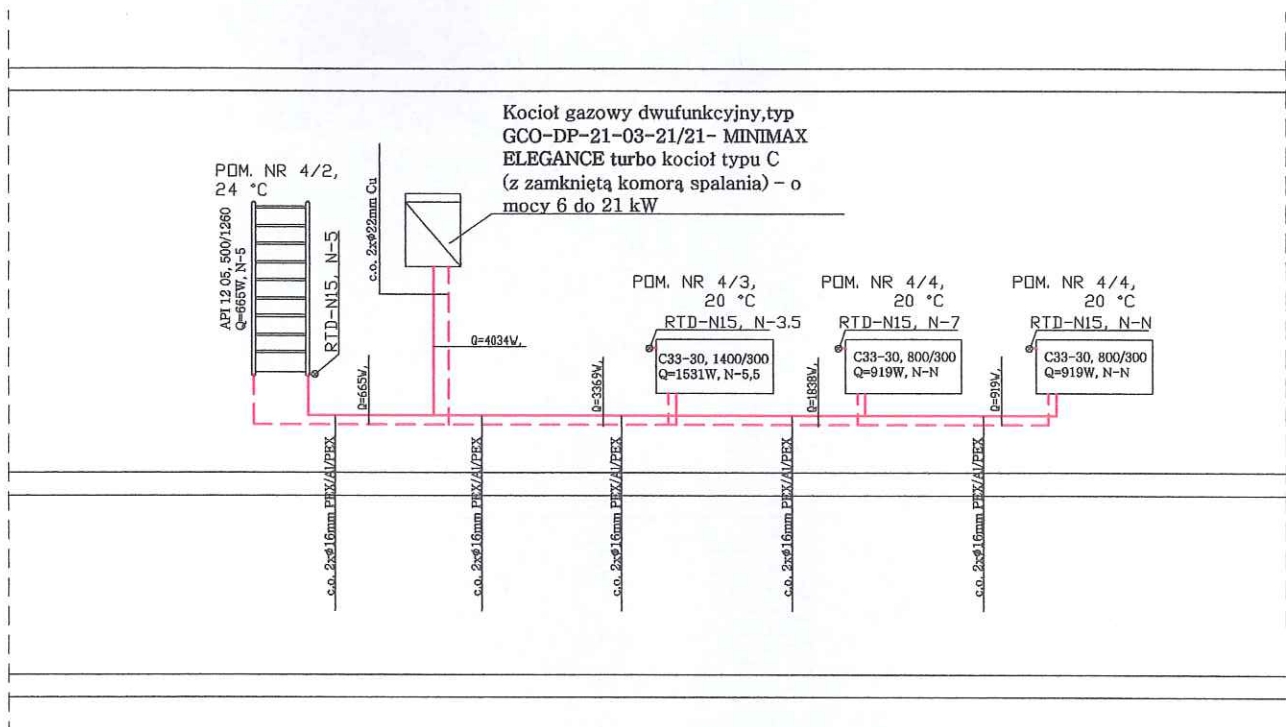 Kocioł gazowy dwufunkcyjny,typ
GCO-DP-21-03-21/21- MINIMAX
ELEGANCE turbo kocioł typu C
(z zamkniętą komorą spalania) - o
mocy 6 do 21 kW
POM. NR 4/2,
24 °C
API 12 05, 500/1260
Q=665W, N-5
RTD-N15, N-5
c.o. 2xφ22mm Cu
Q=4034W,
Q=665W,
Q=3369W,
POM. NR 4/3,
20 °C
RTD-N15, N-3.5
C33-30, 1400/300
Q=1531W, N-5,5
Q=1838W,
POM. NR 4/4,
20 °C
RTD-N15, N-7
C33-30, 800/300
Q=919W, N-N
Q=919W,
POM. NR 4/4,
20 °C
RTD-N15, N-N
C33-30, 800/300
Q=919W, N-N
c.o. 2xφ16mm PEX/Al/PEX
c.o. 2xφ16mm PEX/Al/PEX
c.o. 2xφ16mm PEX/Al/PEX
c.o. 2xφ16mm PEX/Al/PEX
c.o. 2xφ16mm PEX/Al/PEX